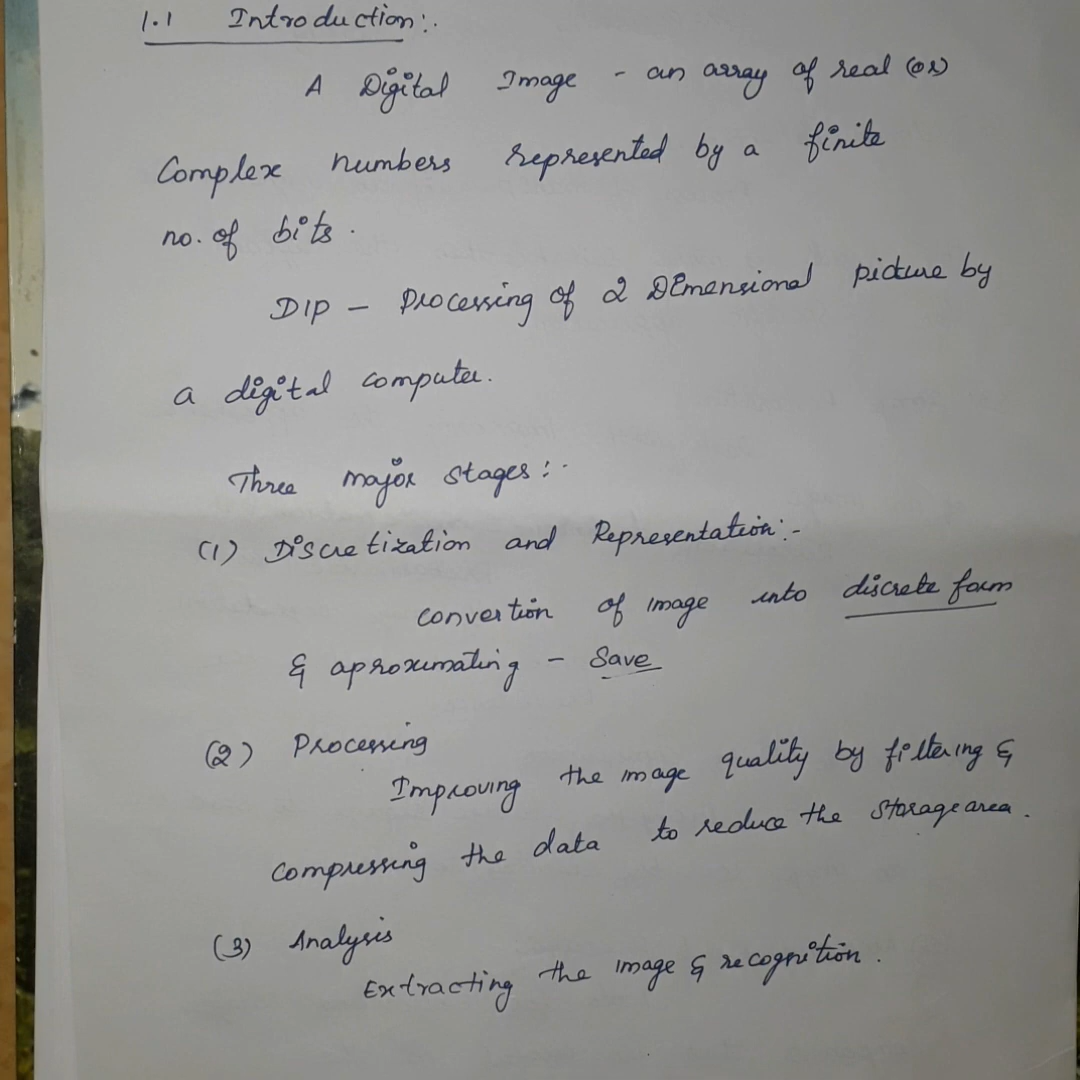 1.1 Introduction:.
A Digital Image - an array of real (or)
Complex numbers represented by a finite
no. of bits.
DIP - Processing of 2 Dimensional picture by
a digital computer.
Three major stages:-
(1) Discretization and Representation:-
convertion of image into discrete form
& aproximating - Save
(2) Processing
Improving the image quality by filtering &
compressing the data to reduce the storage area.
(3) Analysis
Extracting the image & recognition.